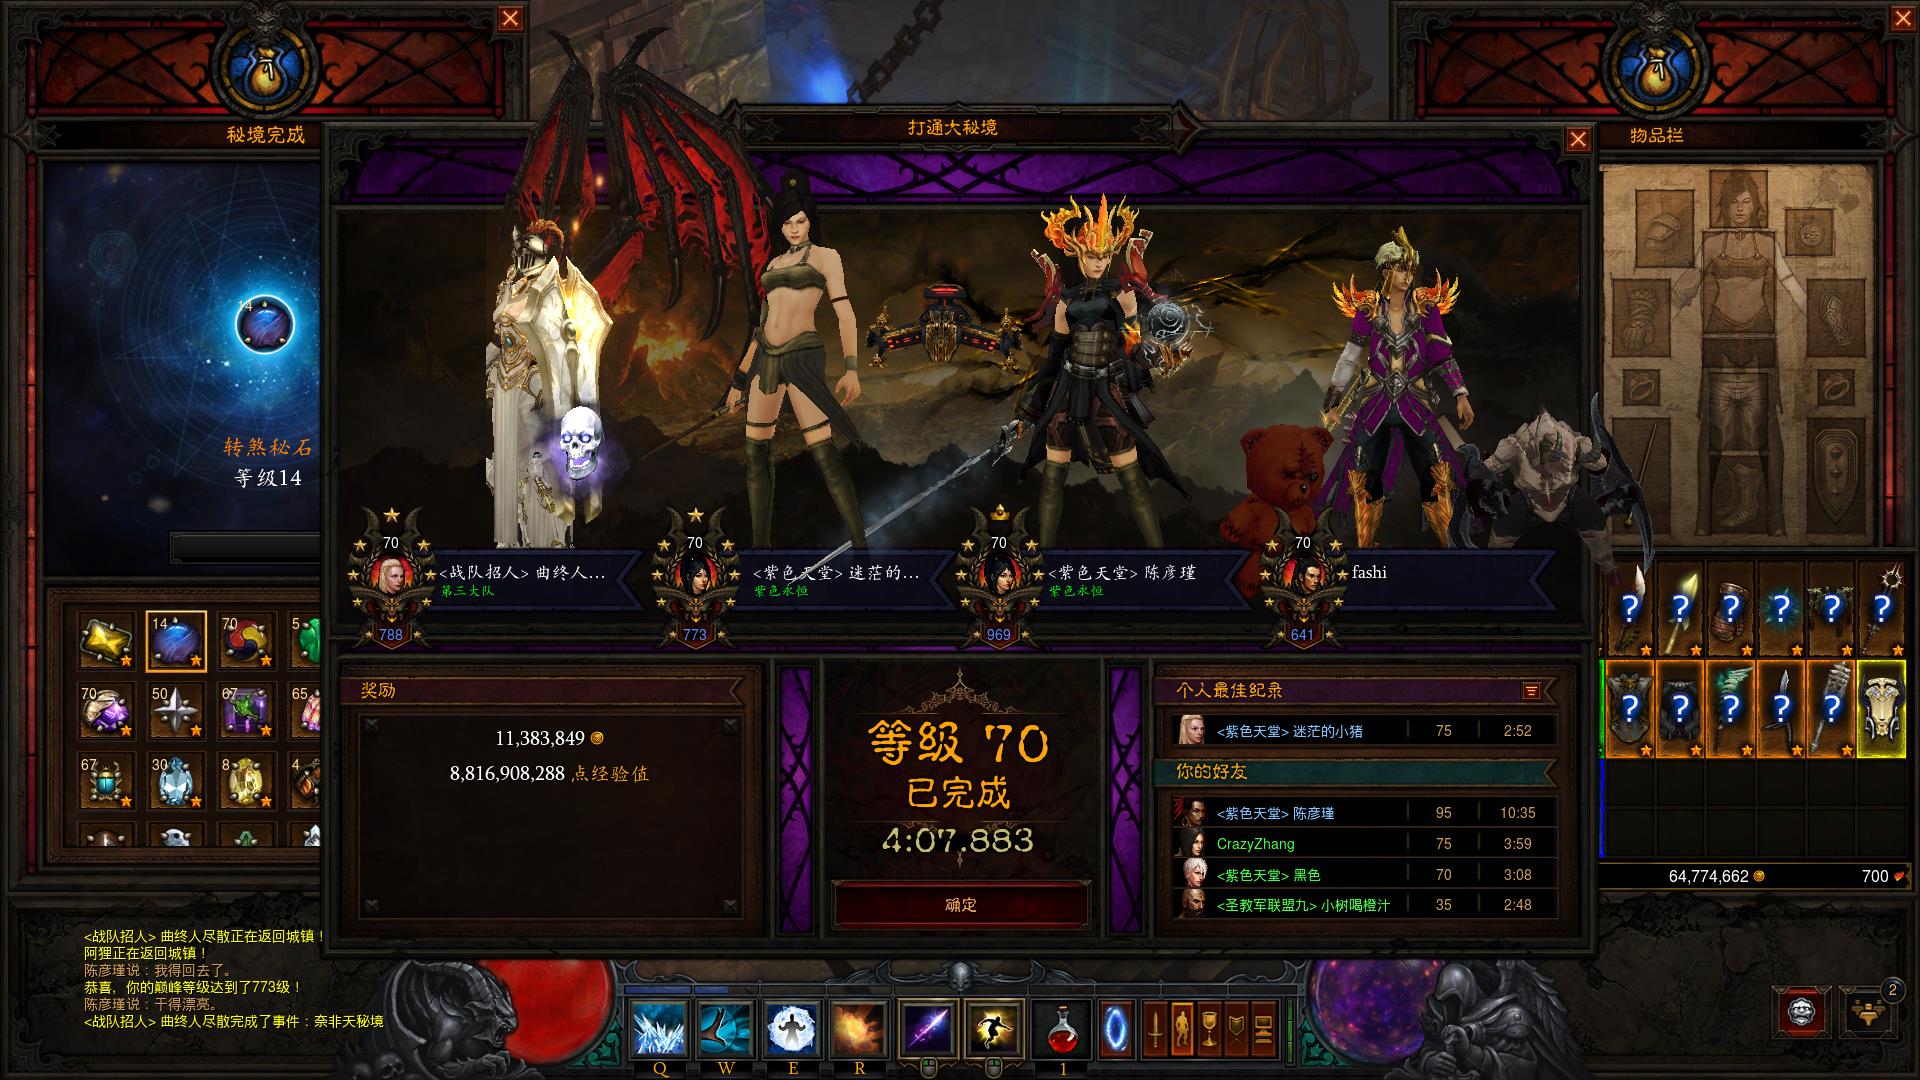 秘境完成
14
转煞秘石
等级14
14
70
5
70
50
67
65
67
30
8
4
打通大秘境
70
<战队招人> 曲终人...
第三大队
788
70
<紫色天堂> 迷茫的...
紫色永恒
773
70
<紫色天堂> 陈彦瑾
紫色永恒
969
70
fashi
641
奖励
11,383,849
8,816,908,288 点经验值
等级 70
已完成
4:07.883
确定
个人最佳纪录
<紫色天堂> 迷茫的小猪 75 2:52
你的好友
<紫色天堂> 陈彦瑾 95 10:35
CrazyZhang 75 3:59
<紫色天堂> 黑色 70 3:08
<圣教军联盟九> 小树喝橙汁 35 2:48
物品栏
? ? ? ? ? ?
? ? ? ? ?
64,774,662
700
<战队招人> 曲终人尽散正在返回城镇！
阿狸正在返回城镇！
陈彦瑾说：我得回去了。
恭喜，你的巅峰等级达到了773级！
陈彦瑾说：干得漂亮。
<战队招人> 曲终人尽散完成了事件：奈非天秘境
Q W E R 1
2